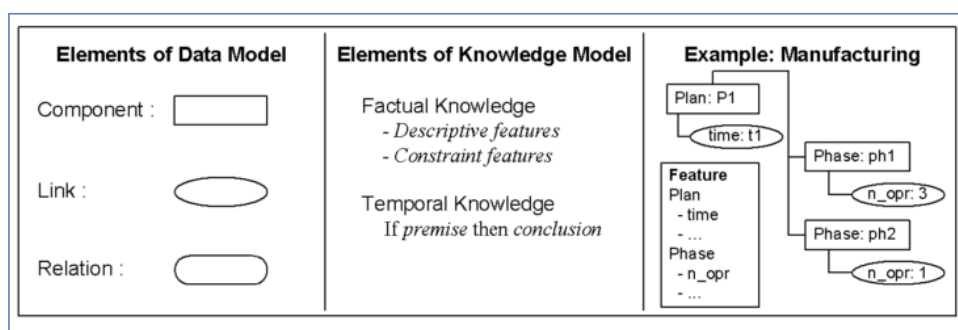 Elements of Data Model
Component :
Link :
Relation :
Elements of Knowledge Model
Factual Knowledge
- Descriptive features
- Constraint features
Temporal Knowledge
If premise then conclusion
Example: Manufacturing
Plan: P1
time: t1
Phase: ph1
n_opr: 3
Phase: ph2
n_opr: 1
Feature
Plan
- time
- ...
Phase
- n_opr
- ...